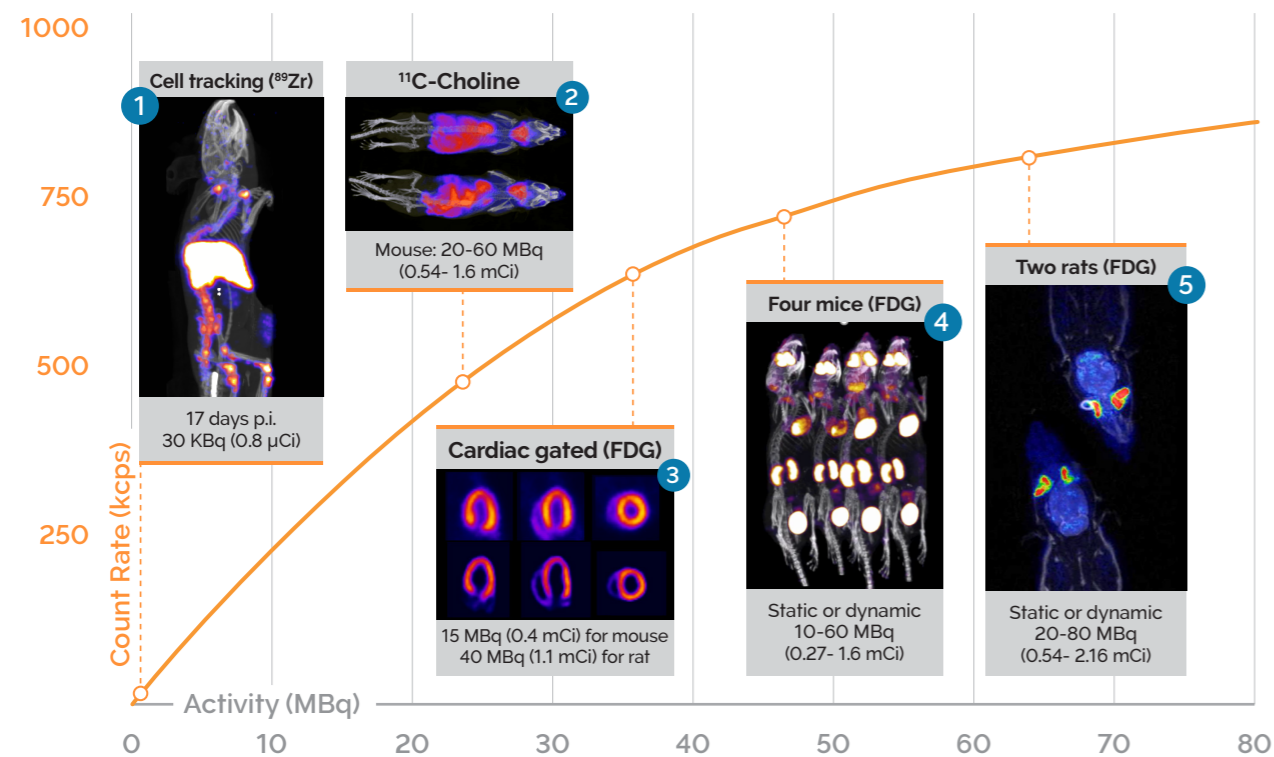 1000
750
500
250
Count Rate (kcps)
Cell tracking (⁸⁹Zr)
1
17 days p.i.
30 KBq (0.8 µCi)
¹¹C-Choline
2
Mouse: 20-60 MBq
(0.54- 1.6 mCi)
Cardiac gated (FDG)
3
15 MBq (0.4 mCi) for mouse
40 MBq (1.1 mCi) for rat
Four mice (FDG)
4
Static or dynamic
10-60 MBq
(0.27- 1.6 mCi)
Two rats (FDG)
5
Static or dynamic
20-80 MBq
(0.54- 2.16 mCi)
Activity (MBq)
0 10 20 30 40 50 60 70 80